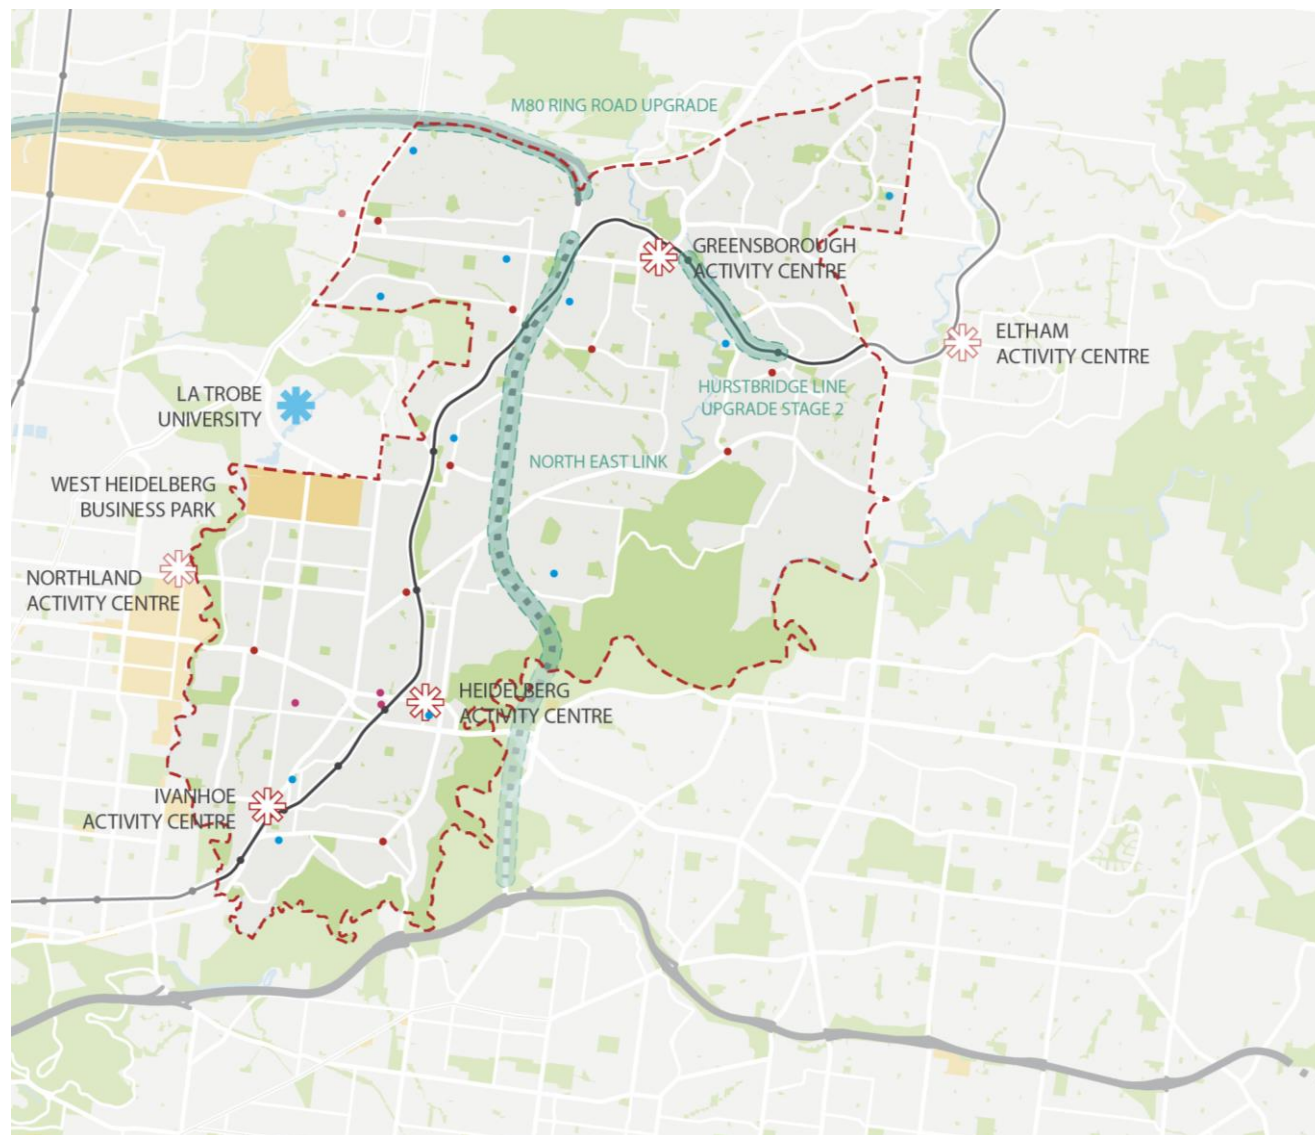 M80 RING ROAD UPGRADE
GREENSBOROUGH
ACTIVITY CENTRE
ELTHAM
ACTIVITY CENTRE
LA TROBE
UNIVERSITY
HURSTBRIDGE LINE
UPGRADE STAGE 2
NORTH EAST LINK
WEST HEIDELBERG
BUSINESS PARK
NORTHLAND
ACTIVITY CENTRE
HEIDELBERG
ACTIVITY CENTRE
IVANHOE
ACTIVITY CENTRE